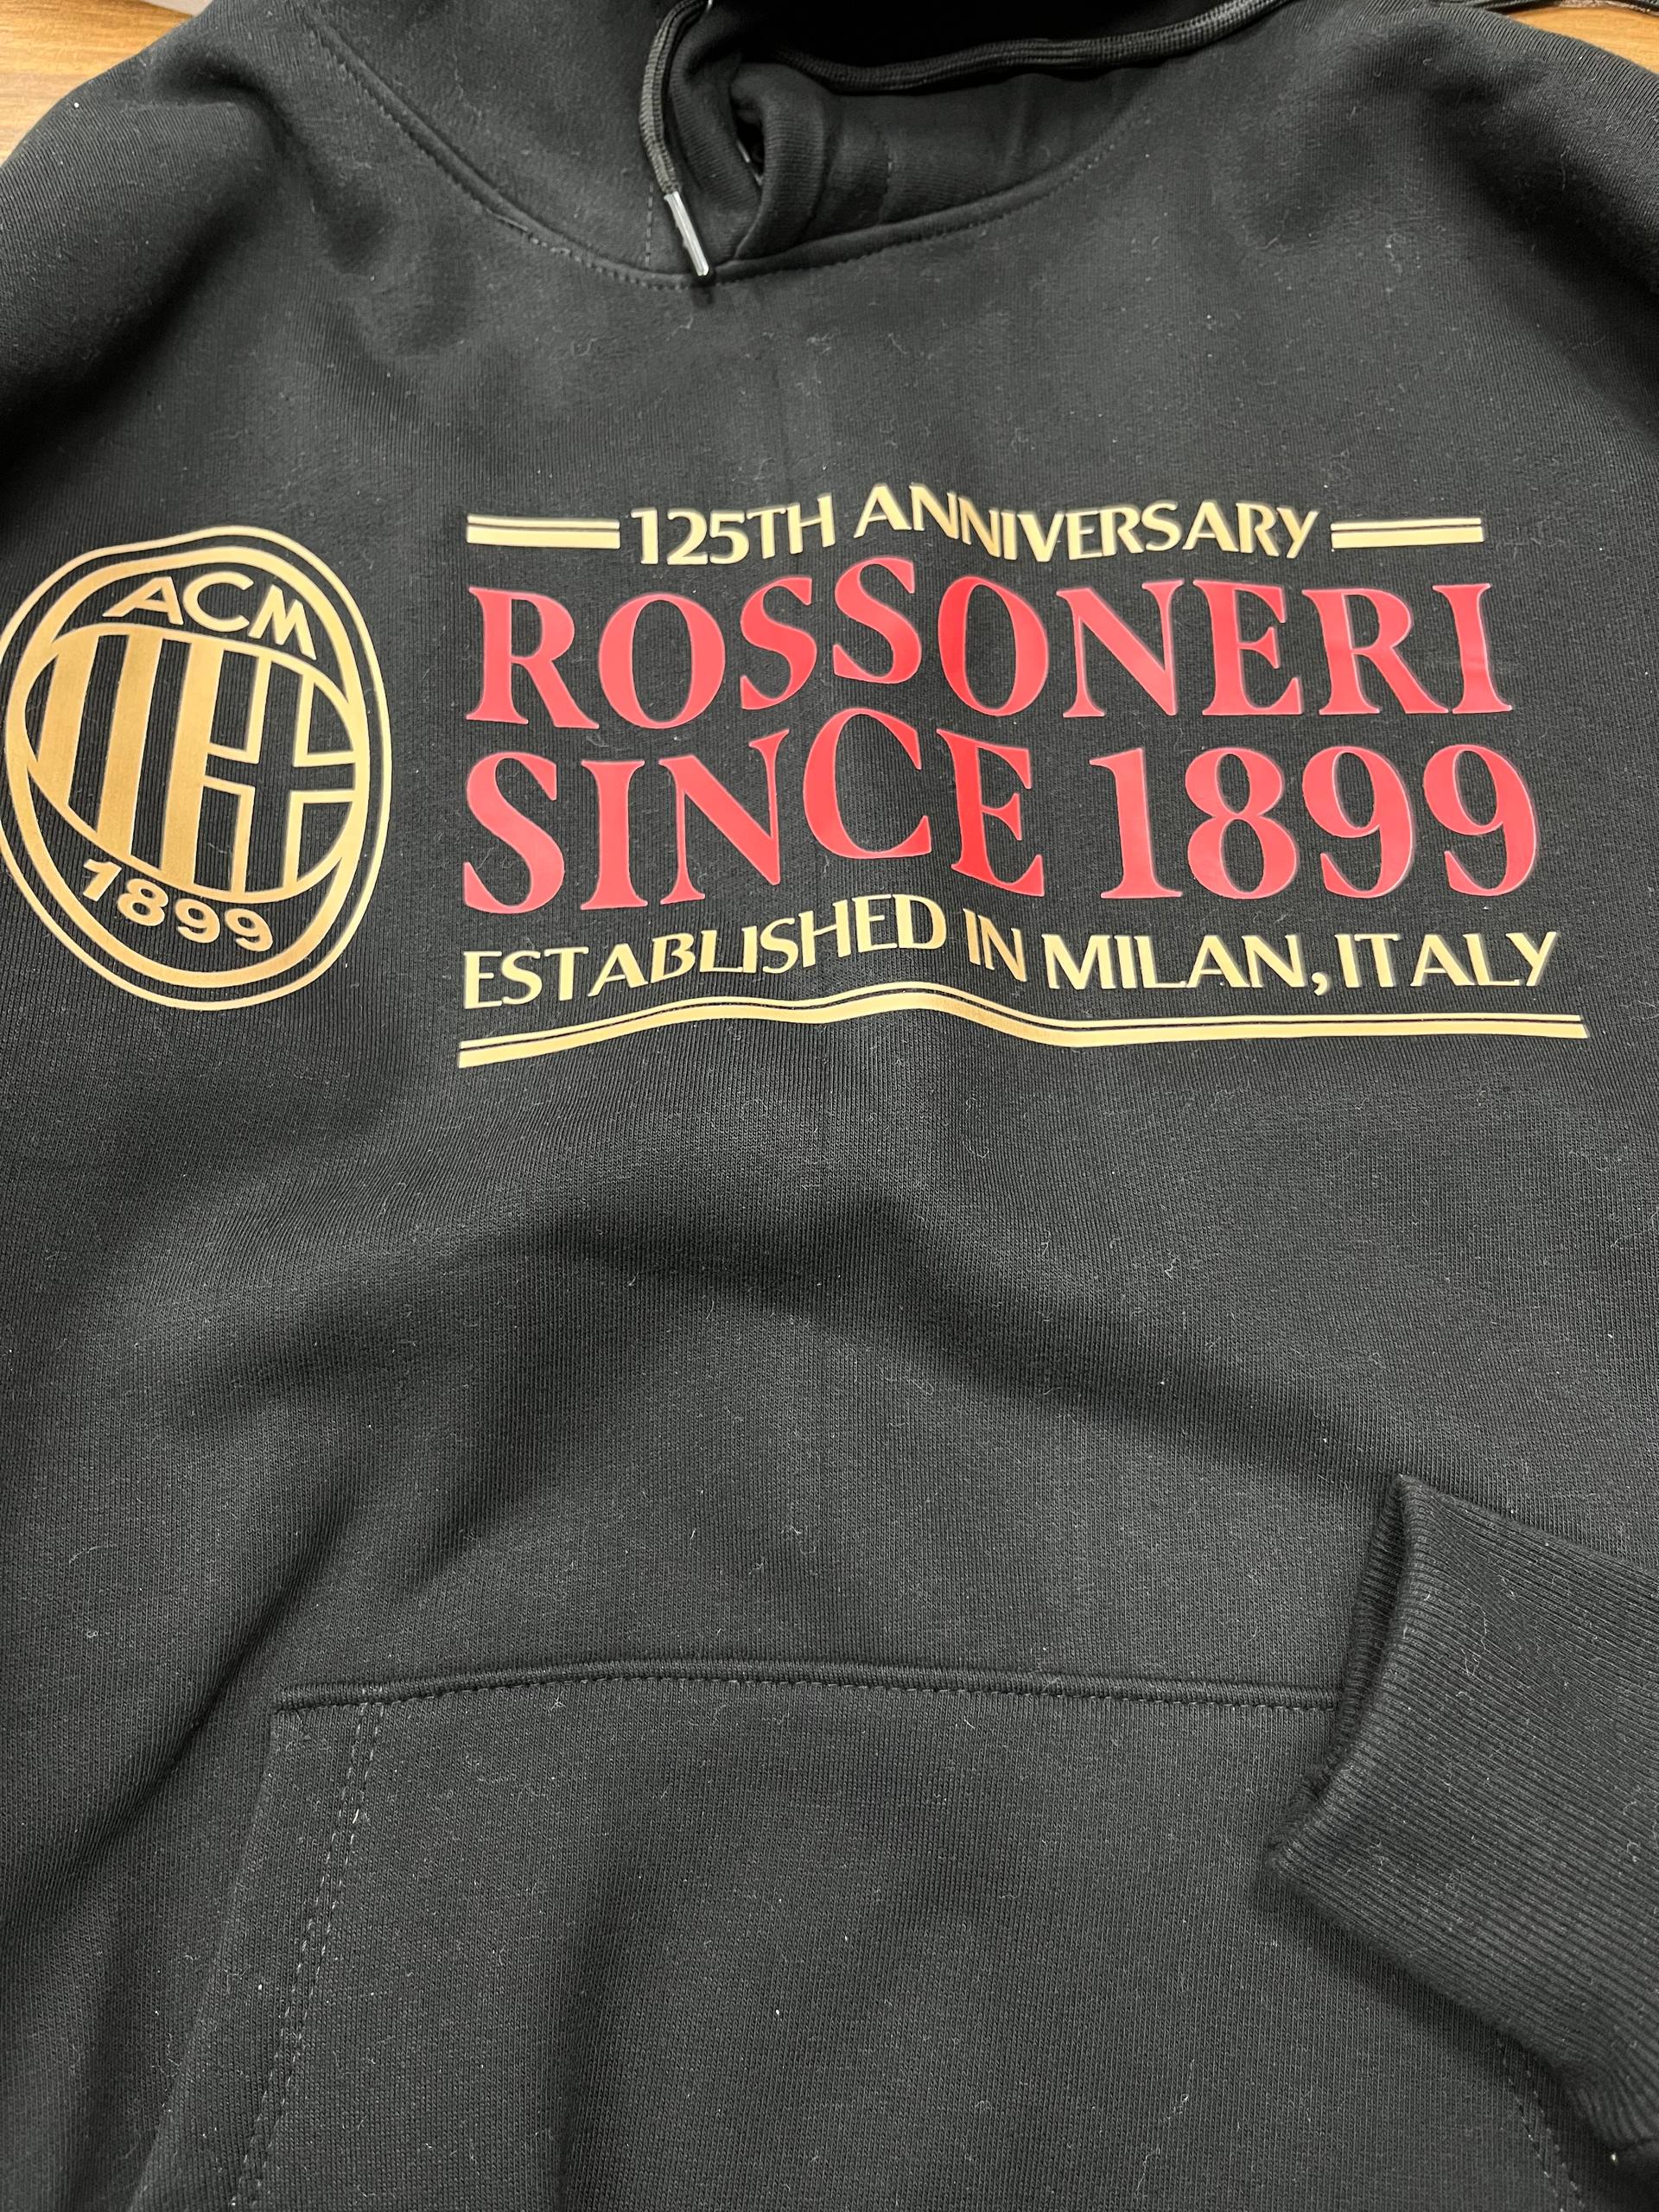 ACM
1899
125TH ANNIVERSARY
ROSSONERI
SINCE 1899
ESTABLISHED IN MILAN, ITALY